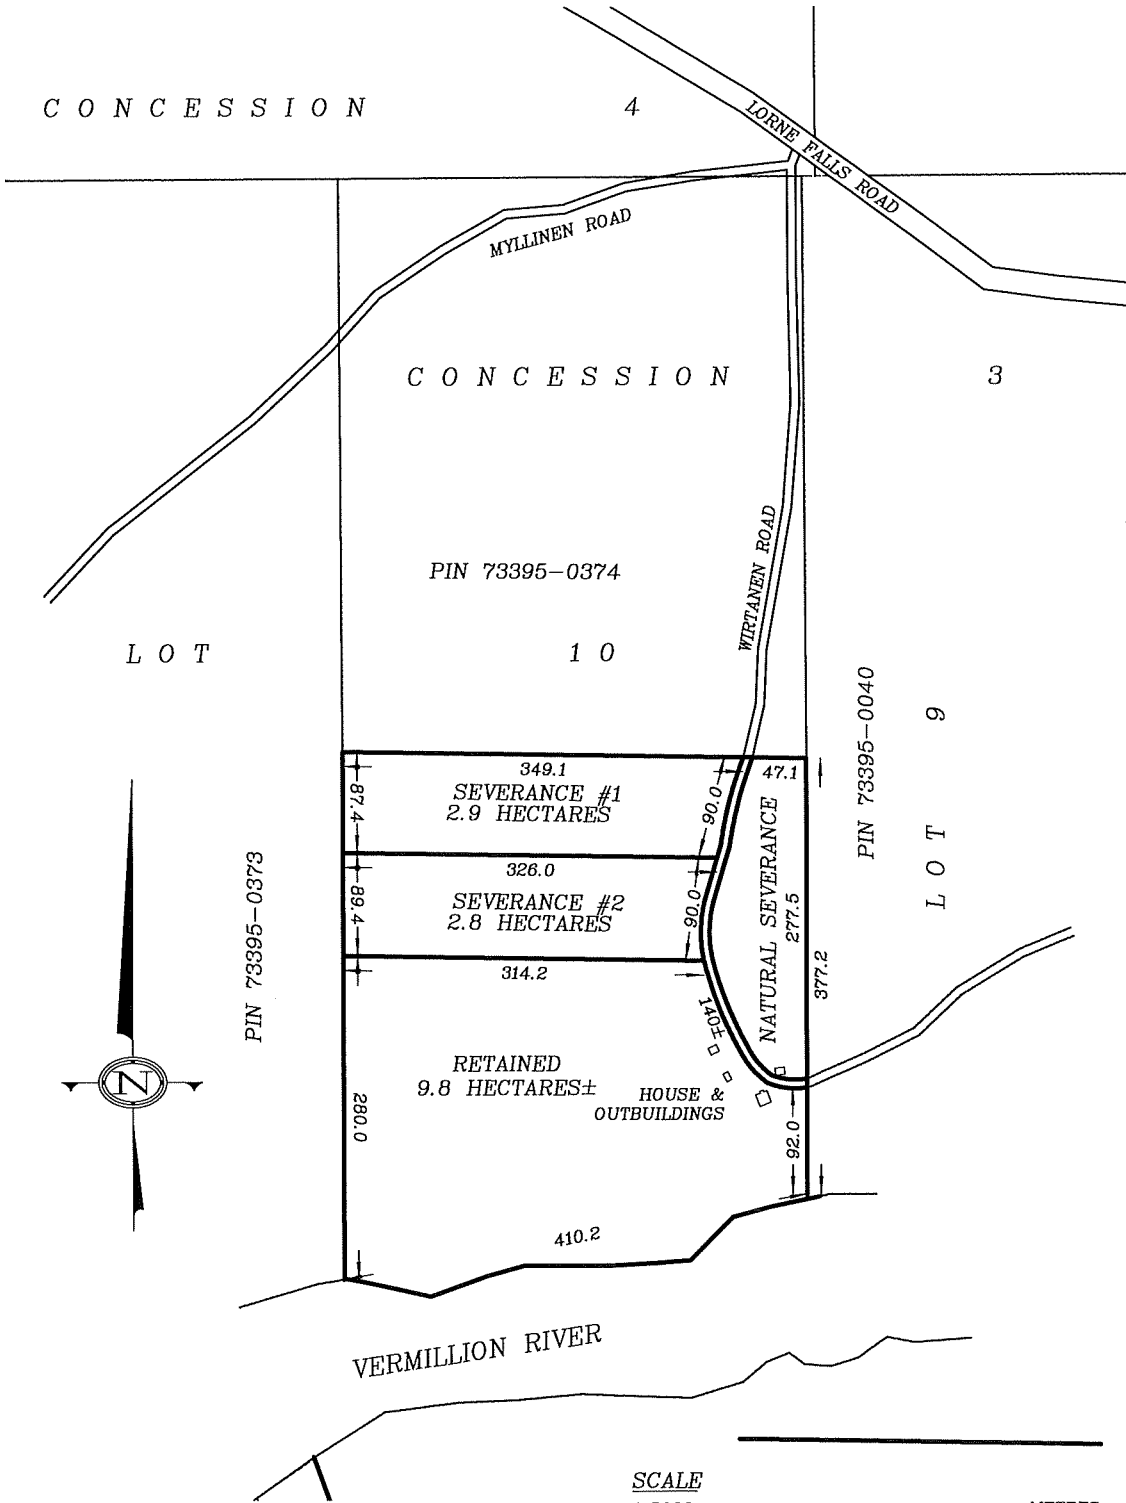 CONCESSION 4
LORNE FALLS ROAD
MYLLINEN ROAD
CONCESSION 3
WIRTANEN ROAD
PIN 73395-0374
LOT 10
PIN 73395-0040
LOT 9
349.1
47.1
SEVERANCE #1
2.9 HECTARES
87.4
90.0
326.0
SEVERANCE #2
2.8 HECTARES
89.4
90.0
NATURAL SEVERANCE
277.5
377.2
PIN 73395-0373
314.2
140±
RETAINED
9.8 HECTARES±
HOUSE &
OUTBUILDINGS
280.0
92.0
N
410.2
VERMILLION RIVER
SCALE